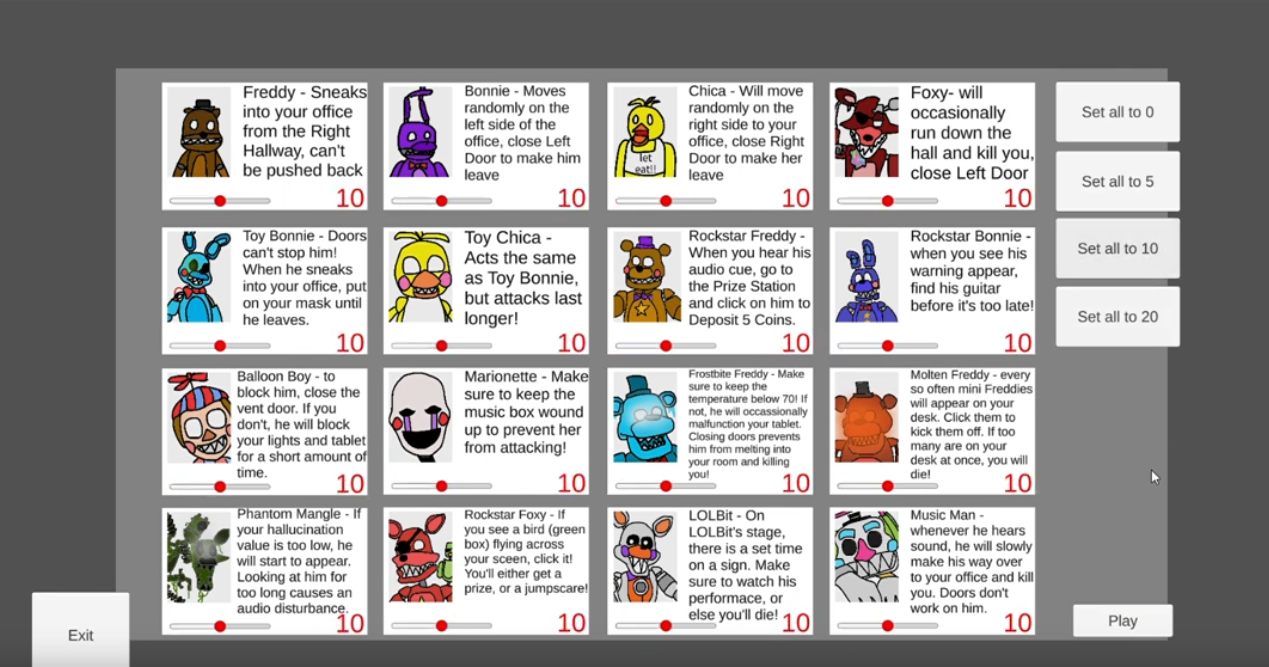 Freddy - Sneaks
into your office
from the Right
Hallway, can't
be pushed back
10
Bonnie - Moves
randomly on the
left side of the
office, close Left
Door to make him
leave
10
let
eat!!
Chica - Will move
randomly on the
right side to your
office, close Right
Door to make her
leave
10
Foxy- will
occasionally
run down the
hall and kill you,
close Left Door
10
Set all to 0
Set all to 5
Set all to 10
Set all to 20
Toy Bonnie - Doors
can't stop him!
When he sneaks
into your office, put
on your mask until
he leaves.
10
Toy Chica -
Acts the same
as Toy Bonnie,
but attacks last
longer!
10
Rockstar Freddy -
When you hear his
audio cue, go to
the Prize Station
and click on him to
Deposit 5 Coins.
10
Rockstar Bonnie -
when you see his
warning appear,
find his guitar
before it's too late!
10
Balloon Boy - to
block him, close the
vent door. If you
don't, he will block
your lights and tablet
for a short amount of
time.
10
Marionette - Make
sure to keep the
music box wound
up to prevent her
from attacking!
10
Frostbite Freddy - Make
sure to keep the
temperature below 70! If
not, he will occassionally
malfunction your tablet.
Closing doors prevents
him from melting into
your room and killing
you!
10
Molten Freddy - every
so often mini Freddies
will appear on your
desk. Click them to
kick them off. If too
many are on your
desk at once, you will
die!
10
Phantom Mangle - If
your hallucination
value is too low, he
will start to appear.
Looking at him for
too long causes an
audio disturbance.
10
Rockstar Foxy - If
you see a bird (green
box) flying across
your sceen, click it!
You'll either get a
prize, or a jumpscare!
10
LOLBit - On
LOLBit's stage,
there is a set time
on a sign. Make
sure to watch his
performace, or
else you'll die!
10
Music Man -
whenever he hears
sound, he will slowly
make his way over
to your office and kill
you. Doors don't
work on him.
10
Exit
Play